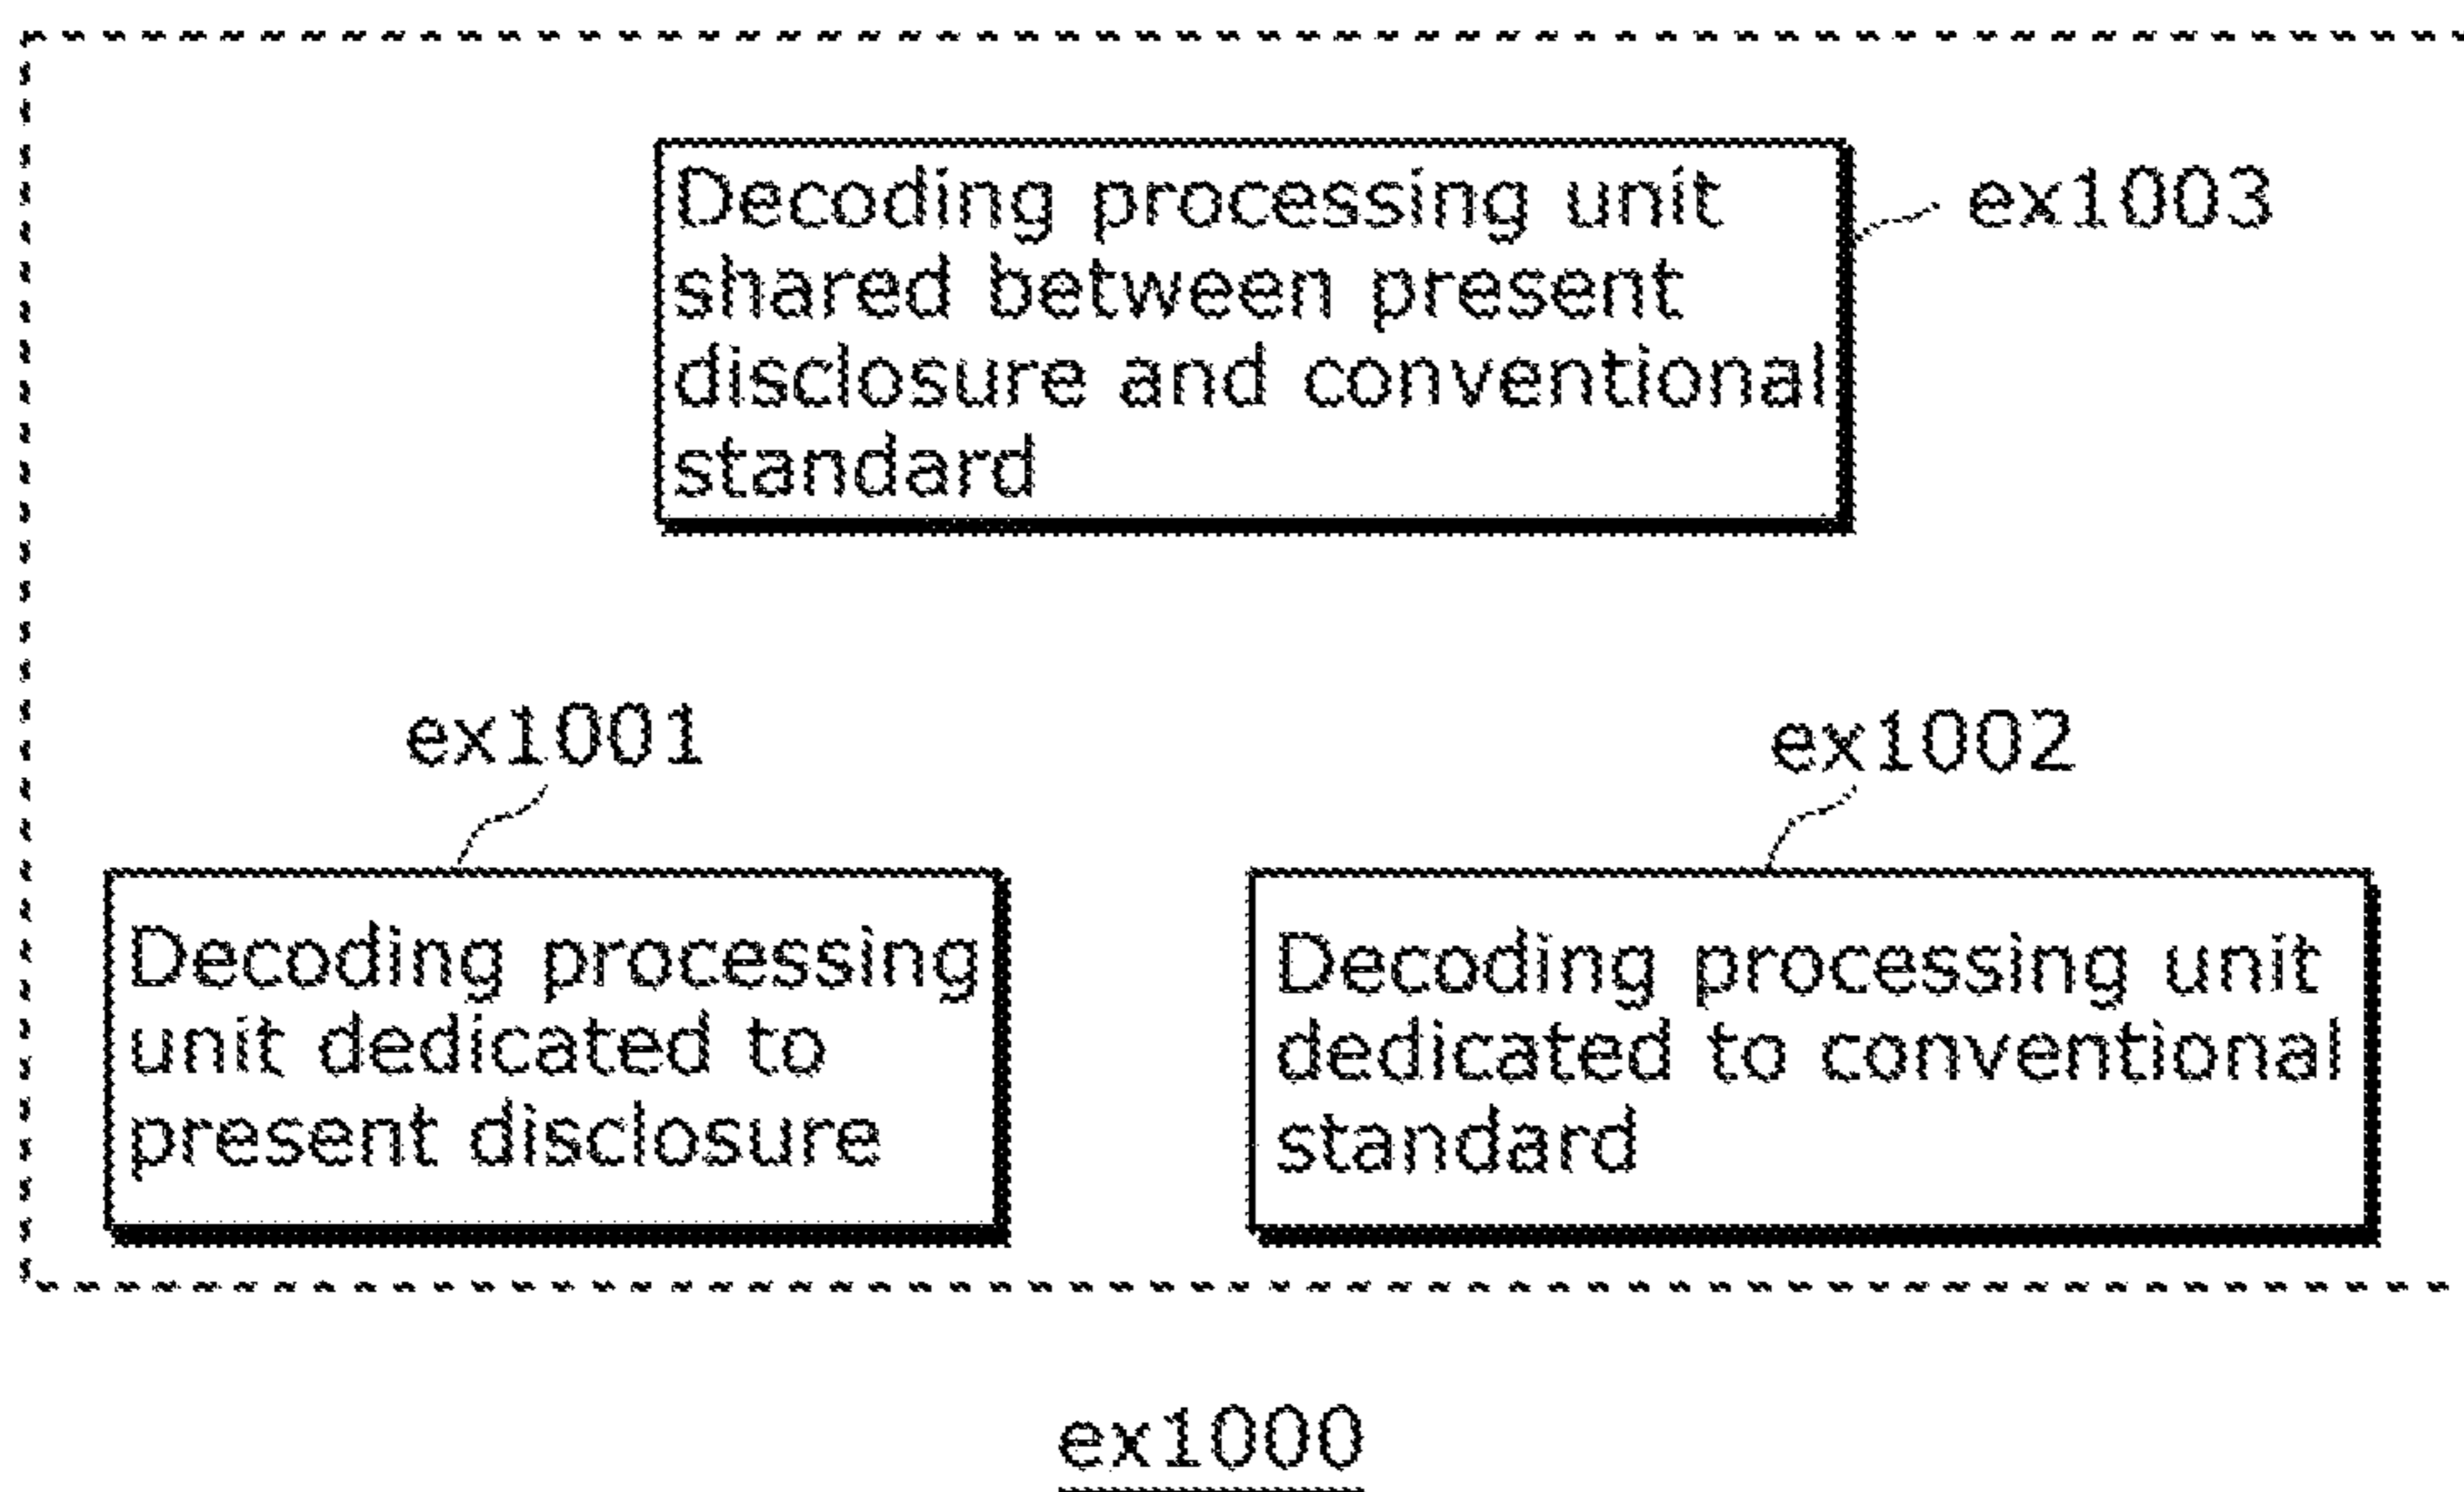 Decoding processing unit
shared between present
disclosure and conventional
standard
ex1003
ex1001
ex1002
Decoding processing
unit dedicated to
present disclosure
Decoding processing unit
dedicated to conventional
standard
ex1000